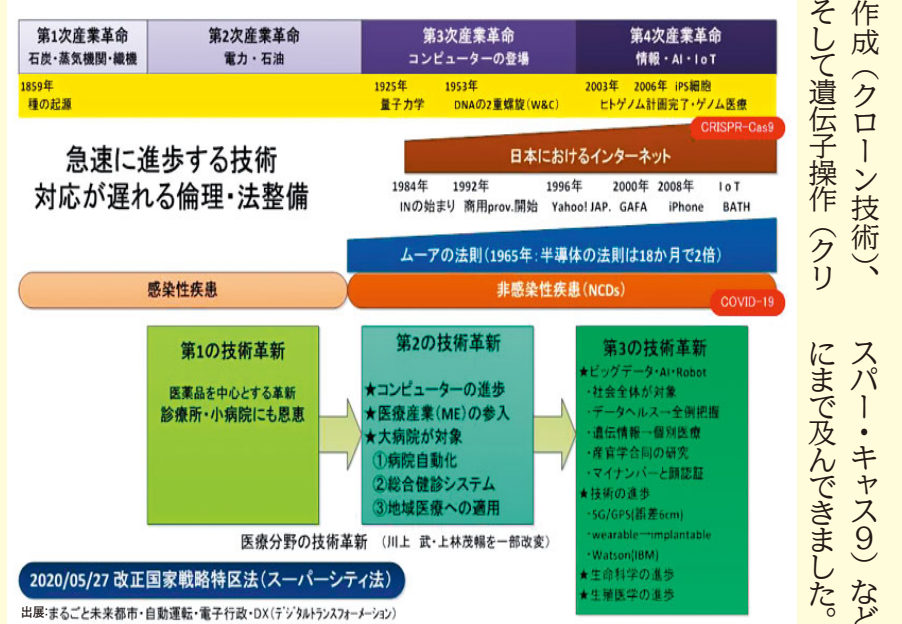 作成（クローン技術）、
そして遺伝子操作（クリ
スパー・キャス9）など
にまで及んできました。
第1次産業革命
石炭・蒸気機関・織機
第2次産業革命
電力・石油
第3次産業革命
コンピューターの登場
第4次産業革命
情報・AI・IoT
1859年
種の起源
1925年
量子力学
1953年
DNAの2重螺旋(W&C)
2003年 2006年 iPS細胞
ヒトゲノム計画完了・ゲノム医療
CRISPR-Cas9
急速に進歩する技術
対応が遅れる倫理・法整備
日本におけるインターネット
1984年 1992年 1996年 2000年 2008年 IoT
INの始まり 商用prov.開始 Yahoo! JAP. GAFA iPhone BATH
ムーアの法則(1965年：半導体の法則は18か月で2倍)
感染性疾患
非感染性疾患(NCDs)
COVID-19
第1の技術革新
医薬品を中心とする革新
診療所・小病院にも恩恵
第2の技術革新
★コンピューターの進歩
★医療産業(ME)の参入
★大病院が対象
①病院自動化
②総合健診システム
③地域医療への適用
第3の技術革新
★ビッグデータ・AI・Robot
・社会全体が対象
・データヘルス→全例把握
・遺伝情報→個別医療
・産官学合同の研究
・マイナンバーと顔認証
★技術の進歩
・5G/GPS(誤差6cm)
・wearable→implantable
・Watson(IBM)
★生命科学の進歩
★生殖医学の進歩
医療分野の技術革新 （川上 武・上林茂暢を一部改変）
2020/05/27 改正国家戦略特区法(スーパーシティ法)
出展:まるごと未来都市・自動運転・電子行政・DX(デジタルトランスフォーメーション)